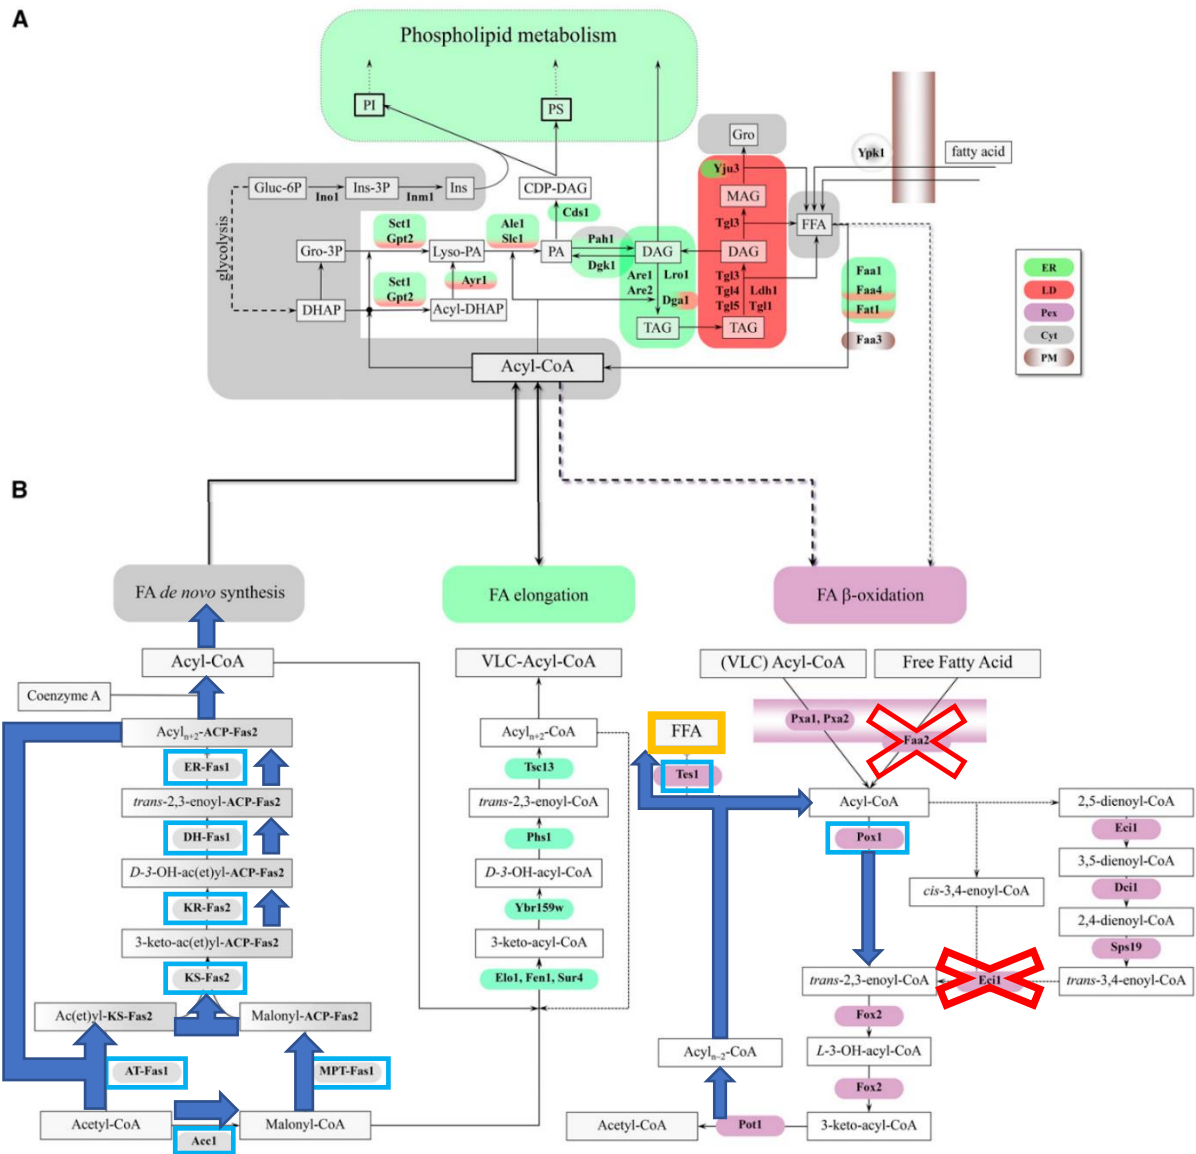 A
Phospholipid metabolism
PI
PS
Gro
Ypk1
fatty acid
Yju3
MAG
Gluc-6P
Ino1
Ins-3P
Inm1
Ins
CDP-DAG
Cds1
Tgl3
FFA
glycolysis
Sct1
Gpt2
Ale1
Slc1
Gro-3P
Lyso-PA
PA
Pah1
DAG
DAG
Dgk1
Sct1
Gpt2
Ayr1
Are1
Are2
Lro1
Dga1
Tgl3
Tgl4
Tgl5
Ldh1
Tgl1
Faa1
Faa4
Fat1
Faa3
DHAP
Acyl-DHAP
TAG
TAG
Acyl-CoA
ER
LD
Pex
Cyt
PM
B
FA de novo synthesis
FA elongation
FA β-oxidation
Acyl-CoA
Coenzyme A
Acyln+2-ACP-Fas2
ER-Fas1
trans-2,3-enoyl-ACP-Fas2
DH-Fas1
D-3-OH-ac(et)yl-ACP-Fas2
KR-Fas2
3-keto-ac(et)yl-ACP-Fas2
KS-Fas2
Ac(et)yl-KS-Fas2
Malonyl-ACP-Fas2
AT-Fas1
MPT-Fas1
Acetyl-CoA
Malonyl-CoA
Acc1
VLC-Acyl-CoA
Acyln+2-CoA
Tsc13
trans-2,3-enoyl-CoA
Phs1
D-3-OH-acyl-CoA
Ybr159w
3-keto-acyl-CoA
Elo1, Fen1, Sur4
(VLC) Acyl-CoA
Free Fatty Acid
Pxa1, Pxa2
Faa2
FFA
Tes1
Acyl-CoA
2,5-dienoyl-CoA
Pox1
Eci1
3,5-dienoyl-CoA
cis-3,4-enoyl-CoA
Dci1
2,4-dienoyl-CoA
Sps19
trans-2,3-enoyl-CoA
Eci1
trans-3,4-enoyl-CoA
Fox2
Acyln-2-CoA
L-3-OH-acyl-CoA
Fox2
Acetyl-CoA
Pot1
3-keto-acyl-CoA